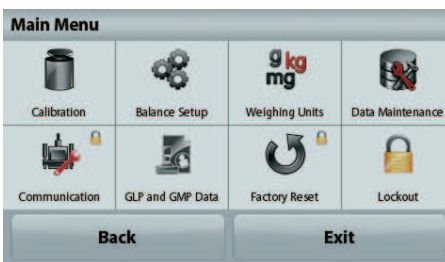 Main Menu
g kg
mg
Calibration
Balance Setup
Weighing Units
Data Maintenance
Communication
GLP and GMP Data
Factory Reset
Lockout
Back
Exit